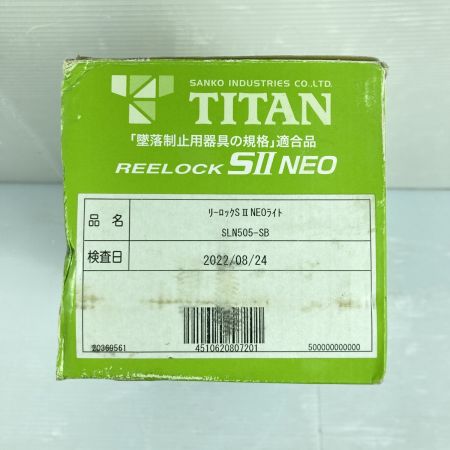 SANKO INDUSTRIES CO.,LTD.
TITAN
「墜落制止用器具の規格」適合品
REELOCK SII NEO
品名 リーロックSⅡNEOライト
SLN505-SB
検査日 2022/08/24
20369561 4510620807201 500000000000